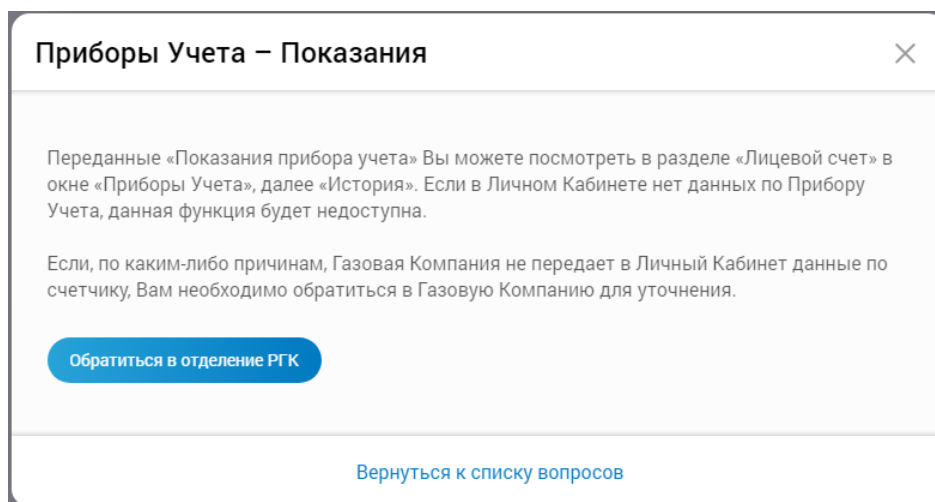 Приборы Учета – Показания
Переданные «Показания прибора учета» Вы можете посмотреть в разделе «Лицевой счет» в
окне «Приборы Учета», далее «История». Если в Личном Кабинете нет данных по Прибору
Учета, данная функция будет недоступна.
Если, по каким-либо причинам, Газовая Компания не передает в Личный Кабинет данные по
счетчику, Вам необходимо обратиться в Газовую Компанию для уточнения.
Обратиться в отделение РГК
Вернуться к списку вопросов